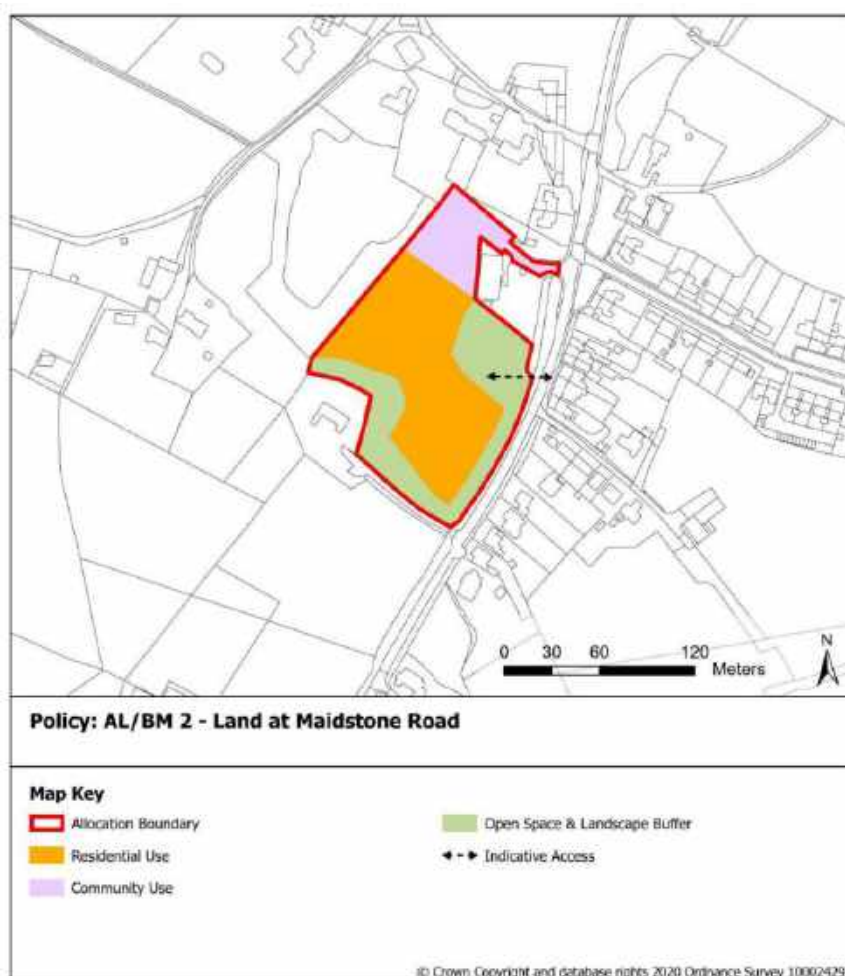 N
0 30 60 120
Meters
Policy: AL/BM 2 - Land at Maidstone Road
Map Key
Allocation Boundary
Residential Use
Community Use
Open Space & Landscape Buffer
Indicative Access
© Crown Copyright and database rights 2020 Ordnance Survey 10002429